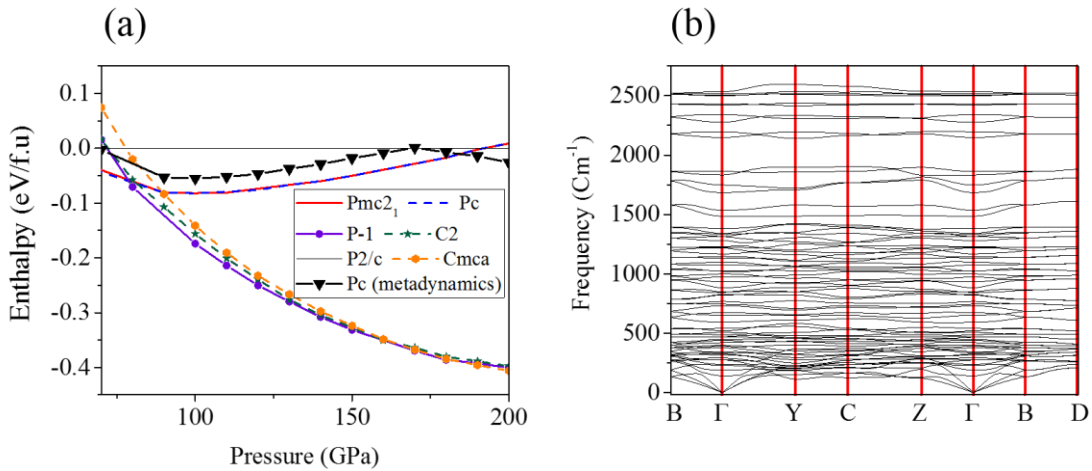 (a)
0.1
0.0
-0.1
-0.2
-0.3
-0.4
Enthalpy (eV/f.u)
Pmc2₁ Pc
P-1 C2
P2/c Cmca
Pc (metadynamics)
100 150 200
Pressure (GPa)
(b)
2500
2000
1500
1000
500
0
Frequency (Cm⁻¹)
B Γ Y C Z Γ B D